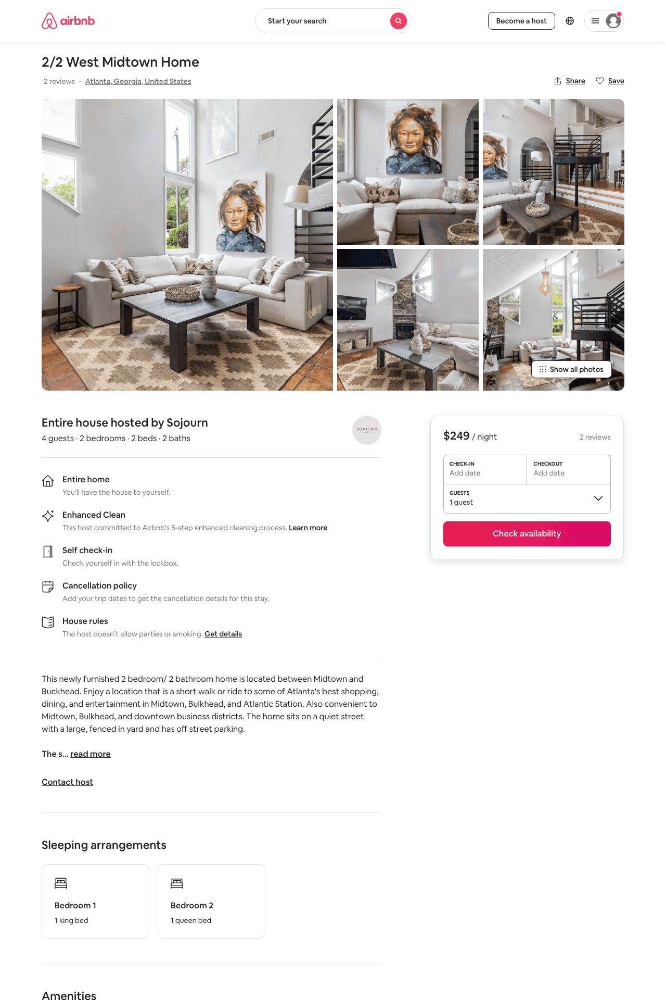 airbnb
Start your search
Become a host
2/2 West Midtown Home
2 reviews · Atlanta, Georgia, United States
Share
Save
Show all photos
Entire house hosted by Sojourn
4 guests · 2 bedrooms · 2 beds · 2 baths
SOJOURN
$249 / night
2 reviews
CHECK-IN
Add date
CHECKOUT
Add date
GUESTS
1 guest
Check availability
Entire home
You’ll have the house to yourself.
Enhanced Clean
This host committed to Airbnb's 5-step enhanced cleaning process. Learn more
Self check-in
Check yourself in with the lockbox.
Cancellation policy
Add your trip dates to get the cancellation details for this stay.
House rules
The host doesn’t allow parties or smoking. Get details
This newly furnished 2 bedroom/ 2 bathroom home is located between Midtown and
Buckhead. Enjoy a location that is a short walk or ride to some of Atlanta's best shopping,
dining, and entertainment in Midtown, Bulkhead, and Atlantic Station. Also convenient to
Midtown, Bulkhead, and downtown business districts. The home sits on a quiet street
with a large, fenced in yard and has off street parking.
The s... read more
Contact host
Sleeping arrangements
Bedroom 1
1 king bed
Bedroom 2
1 queen bed
Amenities